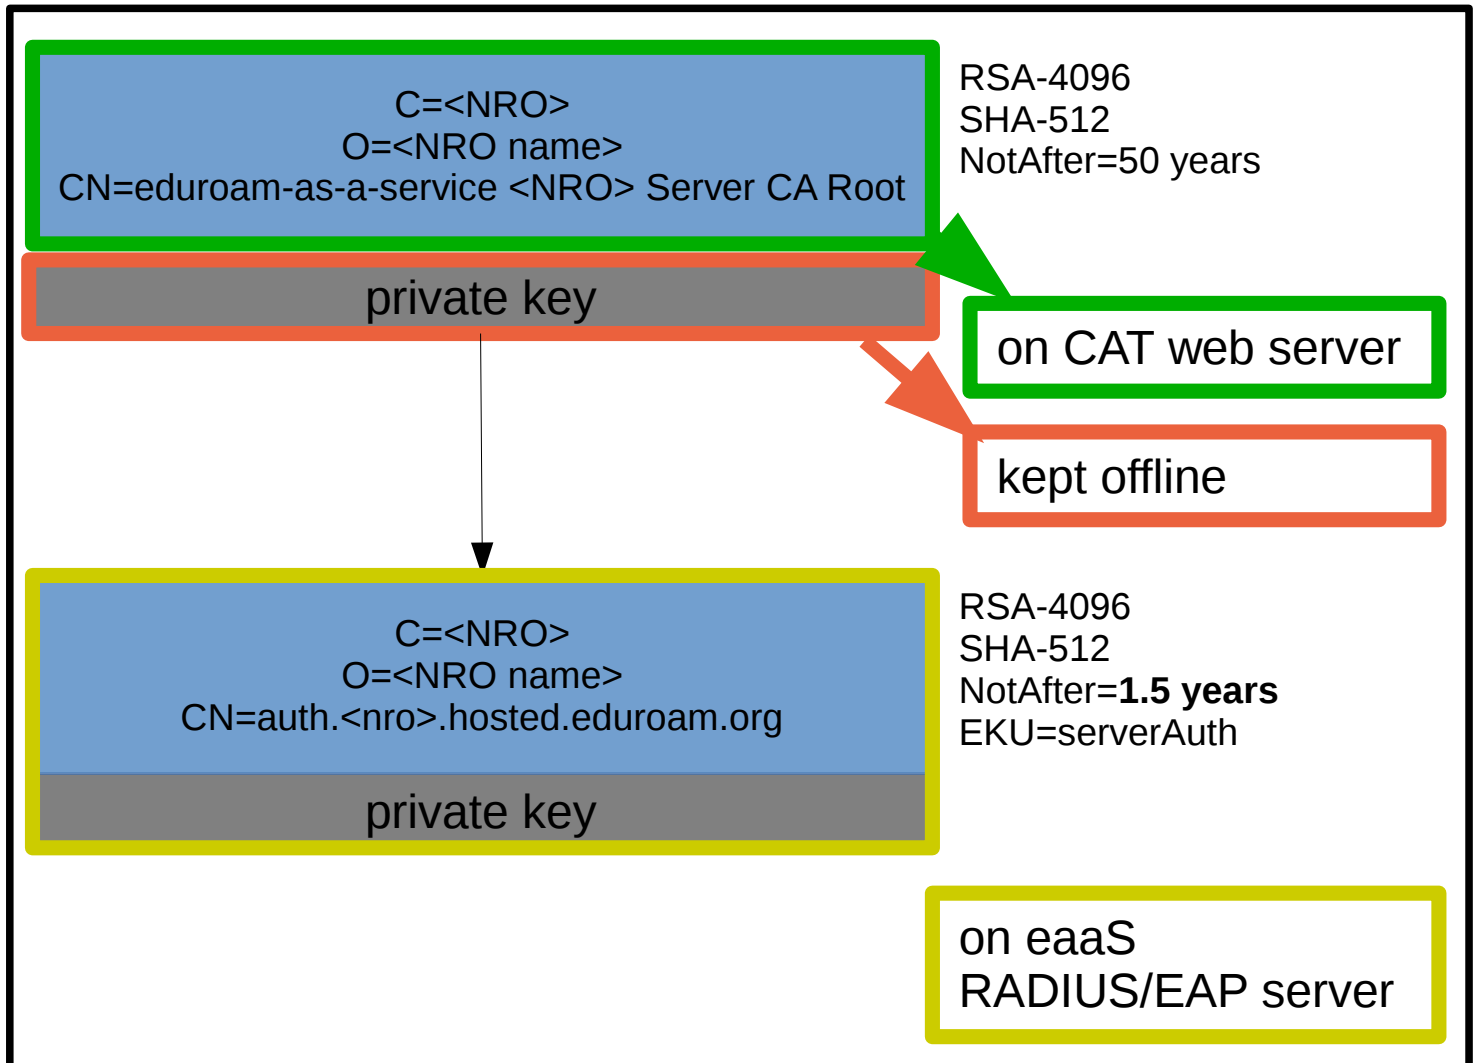 C=<NRO>
O=<NRO name>
CN=eduroam-as-a-service <NRO> Server CA Root
RSA-4096
SHA-512
NotAfter=50 years
private key
on CAT web server
kept offline
C=<NRO>
O=<NRO name>
CN=auth.<nro>.hosted.eduroam.org
RSA-4096
SHA-512
NotAfter=1.5 years
EKU=serverAuth
private key
on eaaS
RADIUS/EAP server